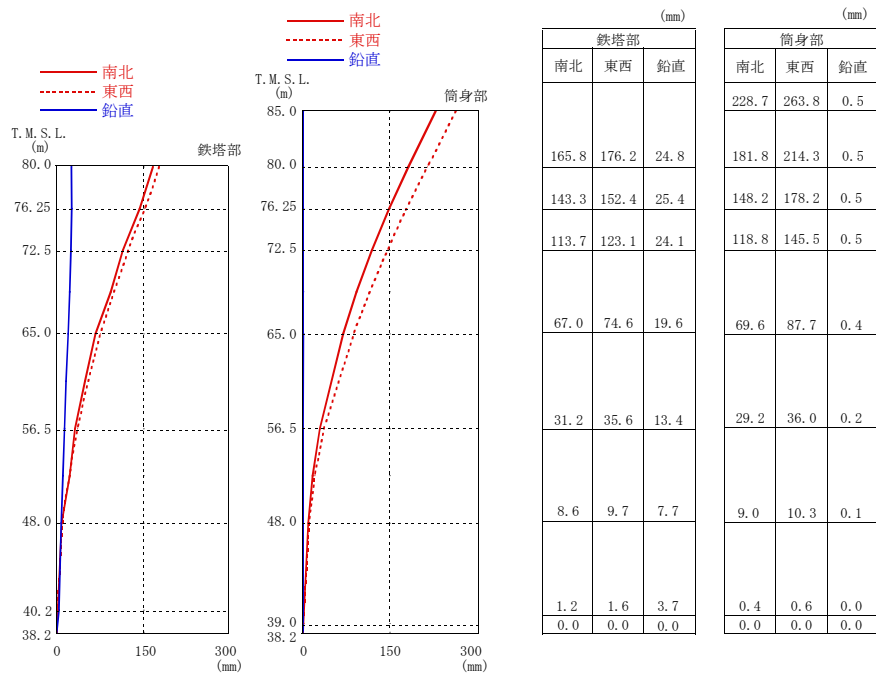 南北
東西
鉛直
T.M.S.L.
(m)
鉄塔部
80.0
76.25
72.5
65.0
56.5
48.0
40.2
38.2
0 150 300
(mm)
南北
東西
鉛直
T.M.S.L.
(m)
筒身部
85.0
80.0
76.25
72.5
65.0
56.5
48.0
39.0
38.2
0 150 300
(mm)
(mm)
鉄塔部
南北 東西 鉛直
165.8 176.2 24.8
143.3 152.4 25.4
113.7 123.1 24.1
67.0 74.6 19.6
31.2 35.6 13.4
8.6 9.7 7.7
1.2 1.6 3.7
0.0 0.0 0.0
(mm)
筒身部
南北 東西 鉛直
228.7 263.8 0.5
181.8 214.3 0.5
148.2 178.2 0.5
118.8 145.5 0.5
69.6 87.7 0.4
29.2 36.0 0.2
9.0 10.3 0.1
0.4 0.6 0.0
0.0 0.0 0.0